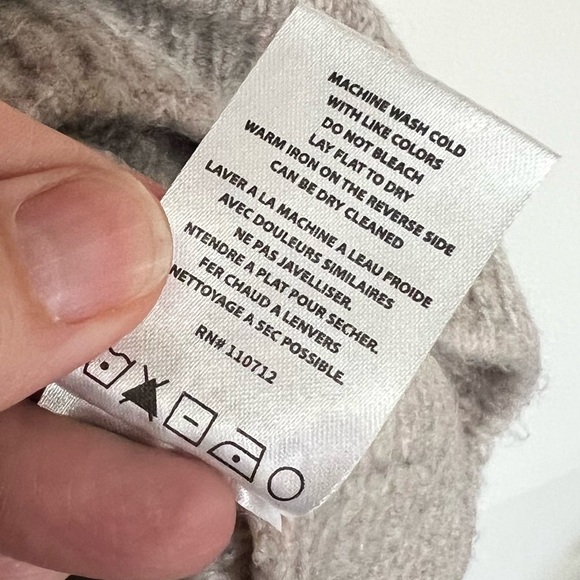 MACHINE WASH COLD
WITH LIKE COLORS
DO NOT BLEACH
LAY FLAT TO DRY
WARM IRON ON THE REVERSE SIDE
CAN BE DRY CLEANED
LAVER A LA MACHINE A LEAU FROIDE
AVEC DOULEURS SIMILAIRES
NE PAS JAVELLISER.
NTENDRE A PLAT POUR SECHER.
FER CHAUD A LENVERS
NETTOYAGE A SEC POSSIBLE.
RN# 110712